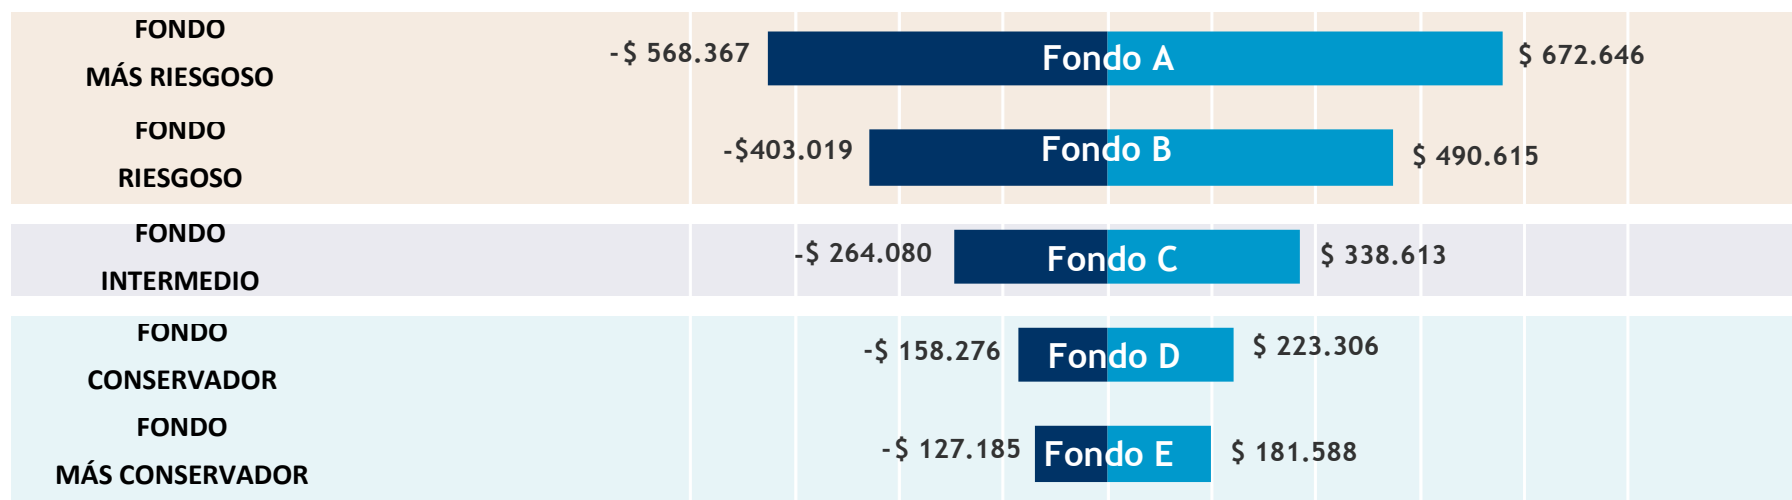 FONDO
MÁS RIESGOSO
-$ 568.367 Fondo A $ 672.646
FONDO
RIESGOSO
-$403.019 Fondo B $ 490.615
FONDO
INTERMEDIO
-$ 264.080 Fondo C $ 338.613
FONDO
CONSERVADOR
-$ 158.276 Fondo D $ 223.306
FONDO
MÁS CONSERVADOR
-$ 127.185 Fondo E $ 181.588